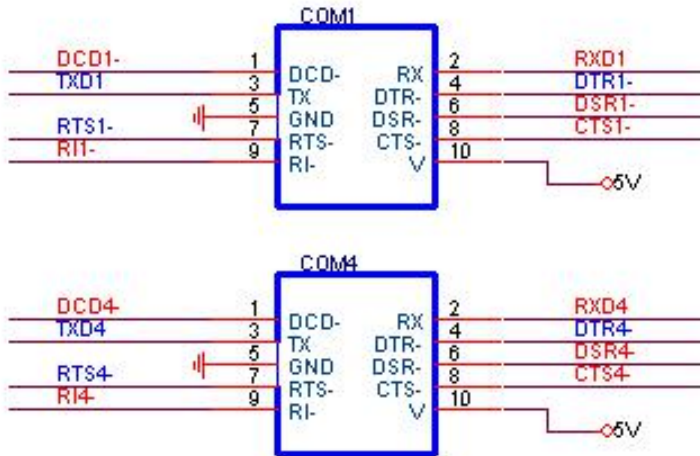 COM1
DCD1- 1 DCD- RX 2 RXD1
TXD1 3 TX DTR- 4 DTR1-
5 GND DSR- 6 DSR1-
RTS1- 7 RTS- CTS- 8 CTS1-
RI1- 9 RI- V 10
5V
COM4
DCD4- 1 DCD- RX 2 RXD4
TXD4 3 TX DTR- 4 DTR4-
5 GND DSR- 6 DSR4-
RTS4- 7 RTS- CTS- 8 CTS4-
RI4- 9 RI- V 10
5V